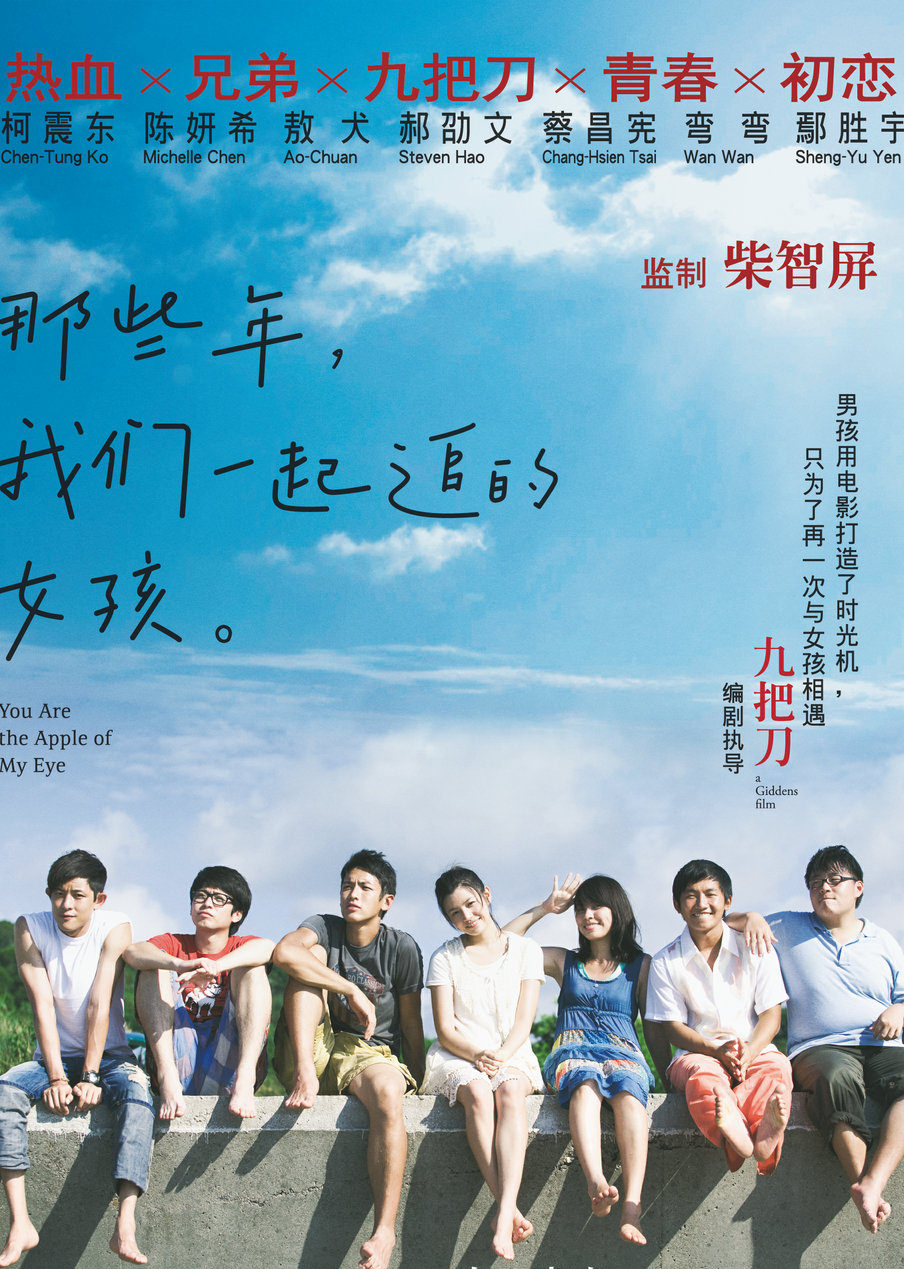 热血×兄弟×九把刀×青春×初恋
柯震东 陈妍希 敖犬 郝劭文 蔡昌宪 弯弯 鄢胜宇
Chen-Tung Ko Michelle Chen Ao-Chuan Steven Hao Chang-Hsien Tsai Wan Wan Sheng-Yu Yen
监制 柴智屏
那些年,
我们一起追的
女孩。
You Are
the Apple of
My Eye
男孩用电影打造了时光机,
只为了再一次与女孩相遇
九把刀
编剧执导
a
Giddens
film